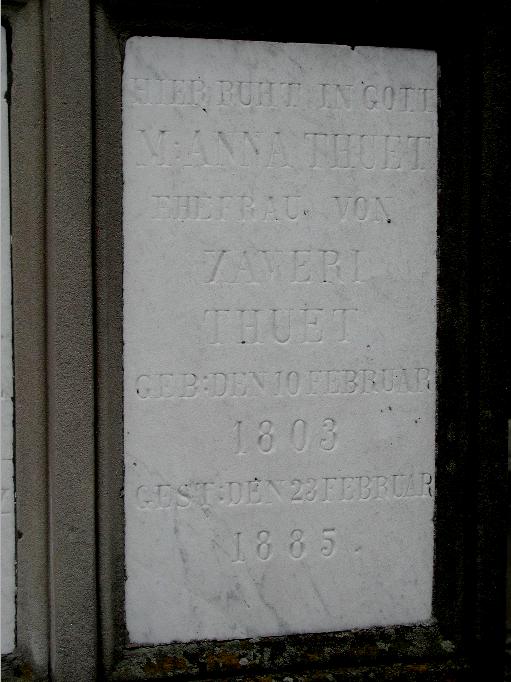 HIER RUHT IN GOTT
M: ANNA THUET
EHEFRAU VON
XAVERI
THUET
GEB: DEN 10 FEBRUAR
1803
GEST: DEN 23 FEBRUAR
1885.